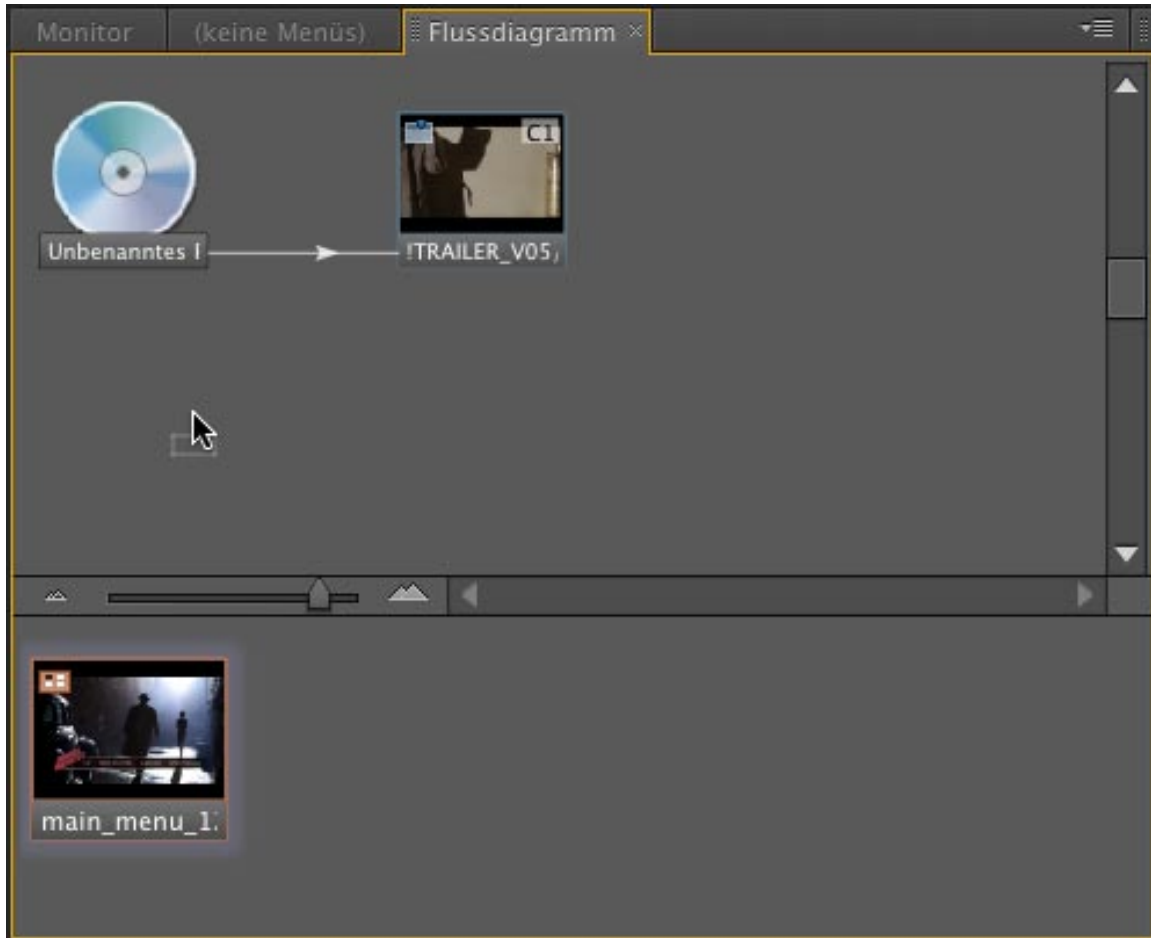 Monitor
(keine Menüs)
Flussdiagramm
C1
Unbenanntes
!TRAILER_V05
main_menu_1